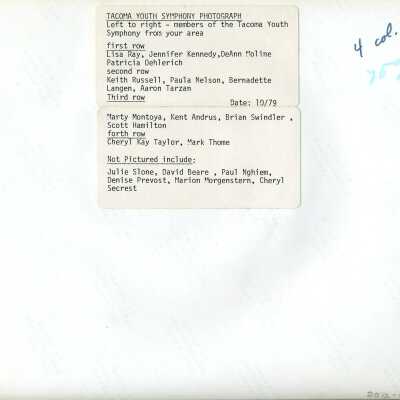 TACOMA YOUTH SYMPHONY PHOTOGRAPH
Left to right - members of the Tacoma Youth
Symphony from your area
first row
Lisa Ray, Jennifer Kennedy,DeAnn Moline
Patricia Oehlerich
second row
Keith Russell, Paula Nelson, Bernadette
Langen, Aaron Tarzan
Third row
Date: 10/79
Marty Montoya, Kent Andrus, Brian Swindler ,
Scott Hamilton
forth row
Cheryl Kay Taylor, Mark Thome
Not Pictured include:
Julie Slone, David Beare , Paul Nghiem,
Denise Prevost, Marion Morgenstern, Cheryl
Secrest
4 col.